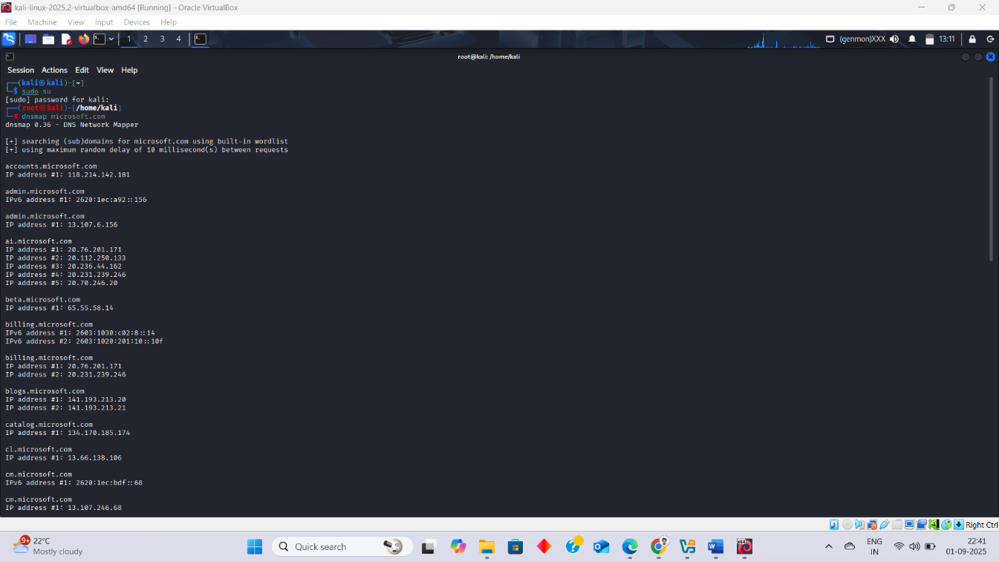 kali-linux-2025.2-virtualbox-amd64 [Running] - Oracle VirtualBox
File Machine View Input Devices Help
1 2 3 4 (genmon)XXX 13:11
root@kali: /home/kali
Session Actions Edit View Help
┌──(kali㉿kali)-[~]
└─$ sudo su
[sudo] password for kali:
┌──(root㉿kali)-[/home/kali]
└─# dnsmap microsoft.com
dnsmap 0.36 - DNS Network Mapper
[+] searching (sub)domains for microsoft.com using built-in wordlist
[+] using maximum random delay of 10 millisecond(s) between requests
accounts.microsoft.com
IP address #1: 118.214.142.181
admin.microsoft.com
IPv6 address #1: 2620:1ec:a92::156
admin.microsoft.com
IP address #1: 13.107.6.156
ai.microsoft.com
IP address #1: 20.76.201.171
IP address #2: 20.112.250.133
IP address #3: 20.236.44.162
IP address #4: 20.231.239.246
IP address #5: 20.70.246.20
beta.microsoft.com
IP address #1: 65.55.58.14
billing.microsoft.com
IPv6 address #1: 2603:1030:c02:8::14
IPv6 address #2: 2603:1020:201:10::10f
billing.microsoft.com
IP address #1: 20.76.201.171
IP address #2: 20.231.239.246
blogs.microsoft.com
IP address #1: 141.193.213.20
IP address #2: 141.193.213.21
catalog.microsoft.com
IP address #1: 134.170.185.174
cl.microsoft.com
IP address #1: 13.66.138.106
cm.microsoft.com
IPv6 address #1: 2620:1ec:bdf::68
cm.microsoft.com
IP address #1: 13.107.246.68
Right Ctrl
9+ 22°C
Mostly cloudy
Quick search
ENG
IN
22:41
01-09-2025